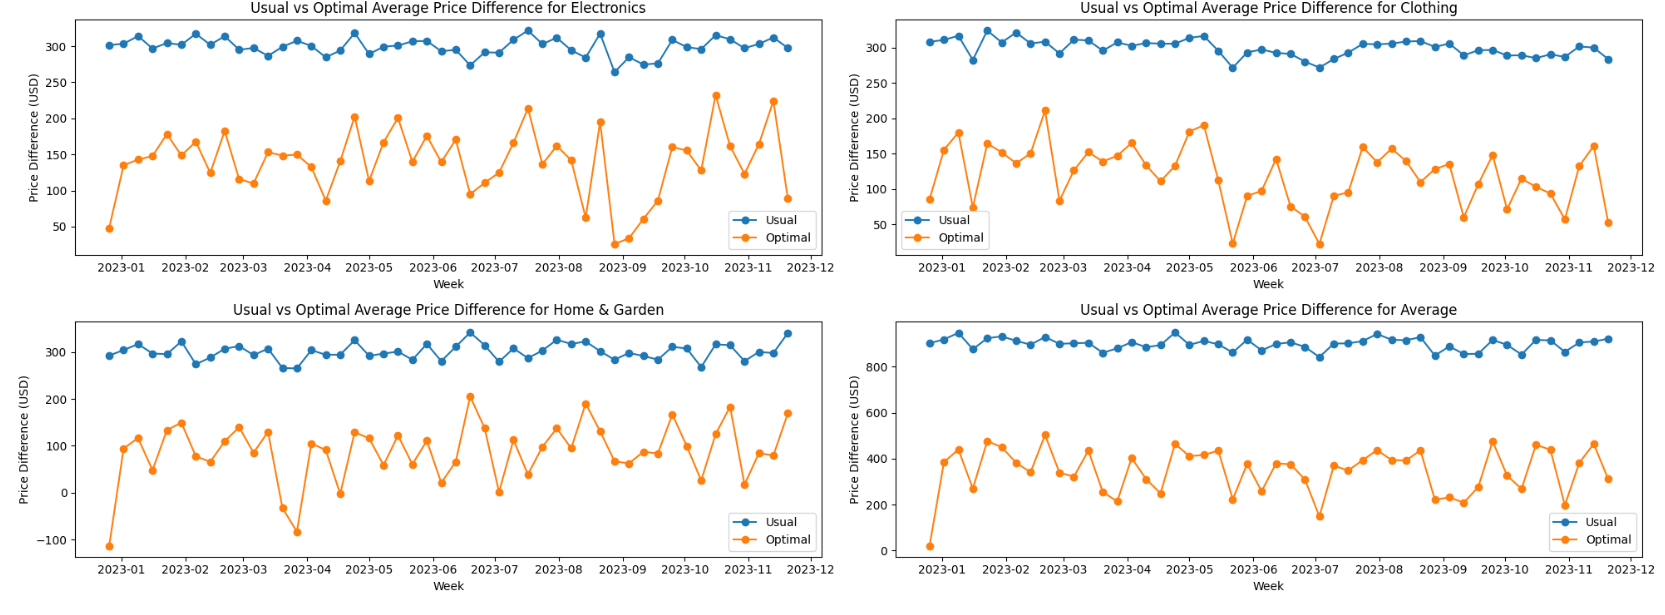 Usual vs Optimal Average Price Difference for Electronics
Price Difference (USD)
300
250
200
150
100
50
Usual
Optimal
2023-01 2023-02 2023-03 2023-04 2023-05 2023-06 2023-07 2023-08 2023-09 2023-10 2023-11 2023-12
Week
Usual vs Optimal Average Price Difference for Clothing
Price Difference (USD)
300
250
200
150
100
50
Usual
Optimal
2023-01 2023-02 2023-03 2023-04 2023-05 2023-06 2023-07 2023-08 2023-09 2023-10 2023-11 2023-12
Week
Usual vs Optimal Average Price Difference for Home & Garden
Price Difference (USD)
300
200
100
0
−100
Usual
Optimal
2023-01 2023-02 2023-03 2023-04 2023-05 2023-06 2023-07 2023-08 2023-09 2023-10 2023-11 2023-12
Week
Usual vs Optimal Average Price Difference for Average
Price Difference (USD)
800
600
400
200
0
Usual
Optimal
2023-01 2023-02 2023-03 2023-04 2023-05 2023-06 2023-07 2023-08 2023-09 2023-10 2023-11 2023-12
Week